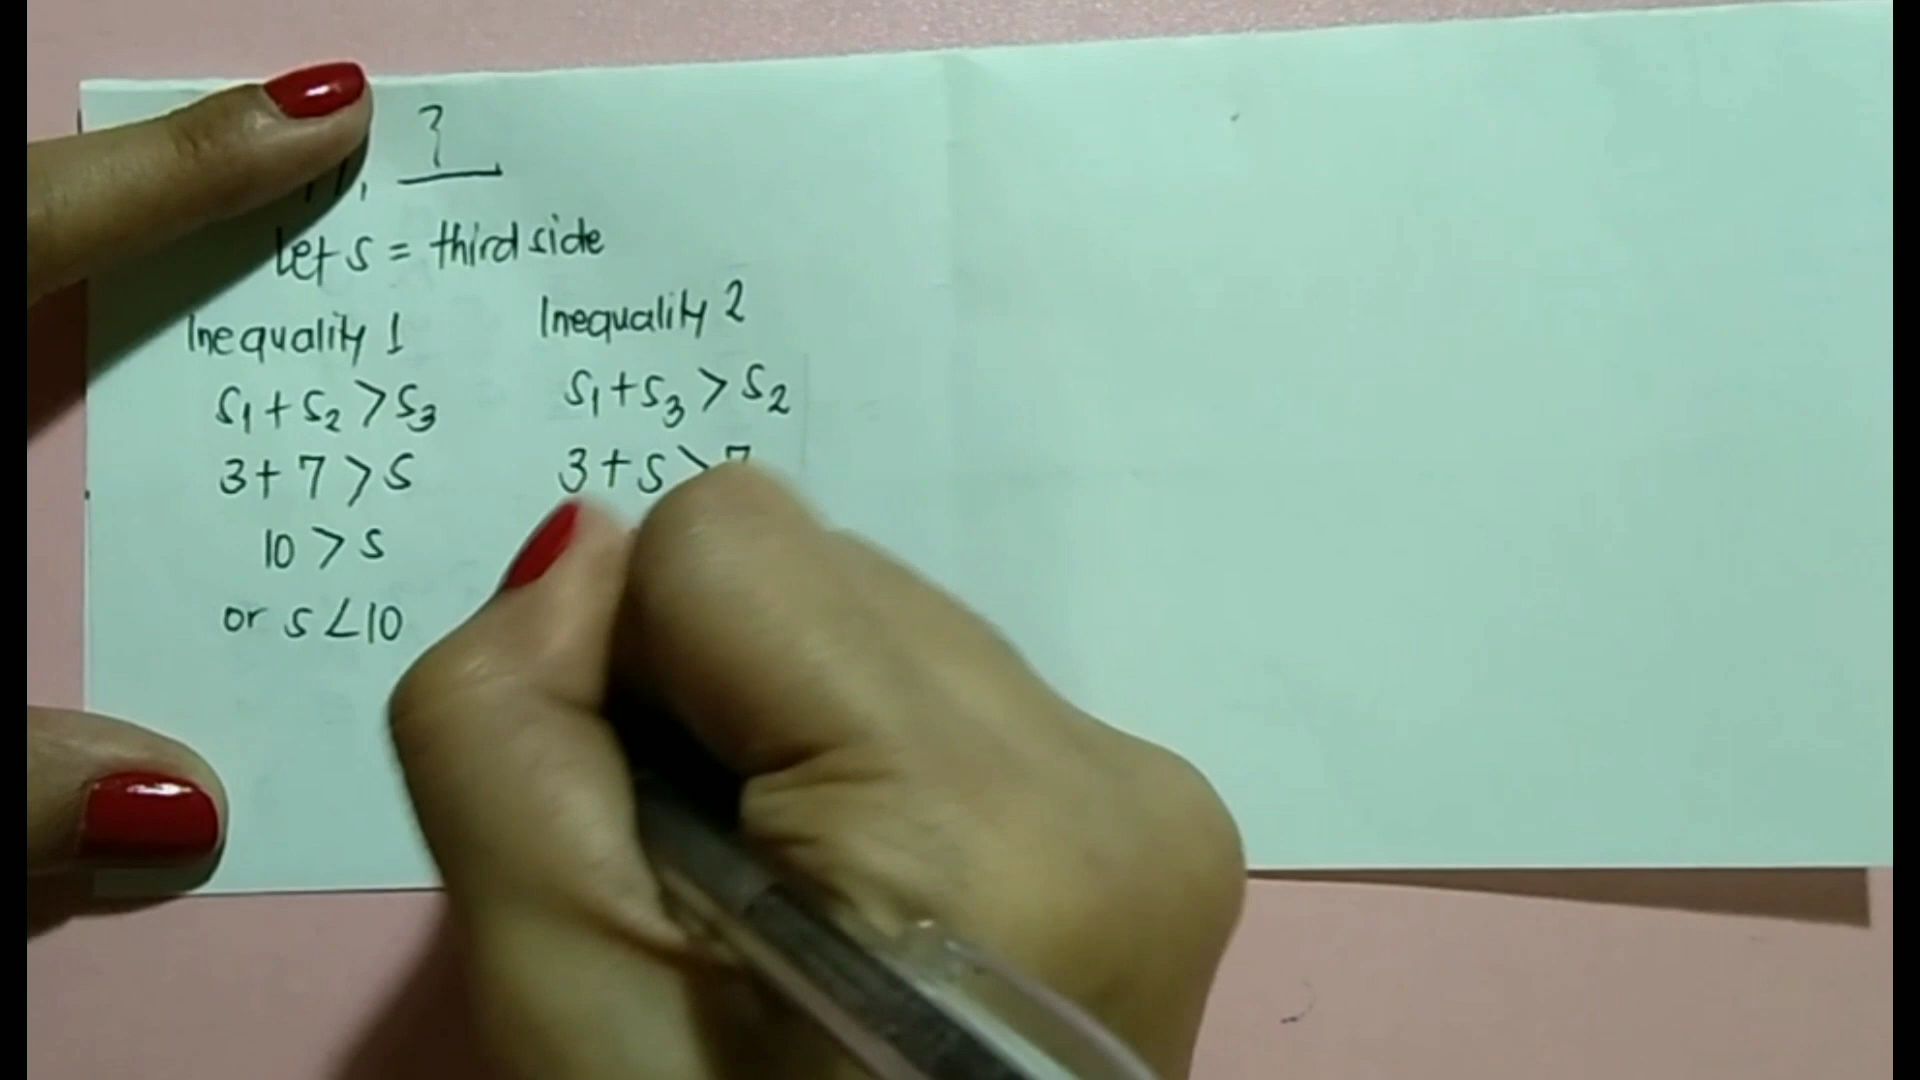 ?
Let s = third side
Inequality 1
s₁ + s₂ > s₃
3 + 7 > s
10 > s
or s < 10
Inequality 2
s₁ + s₃ > s₂
3 + s > 7